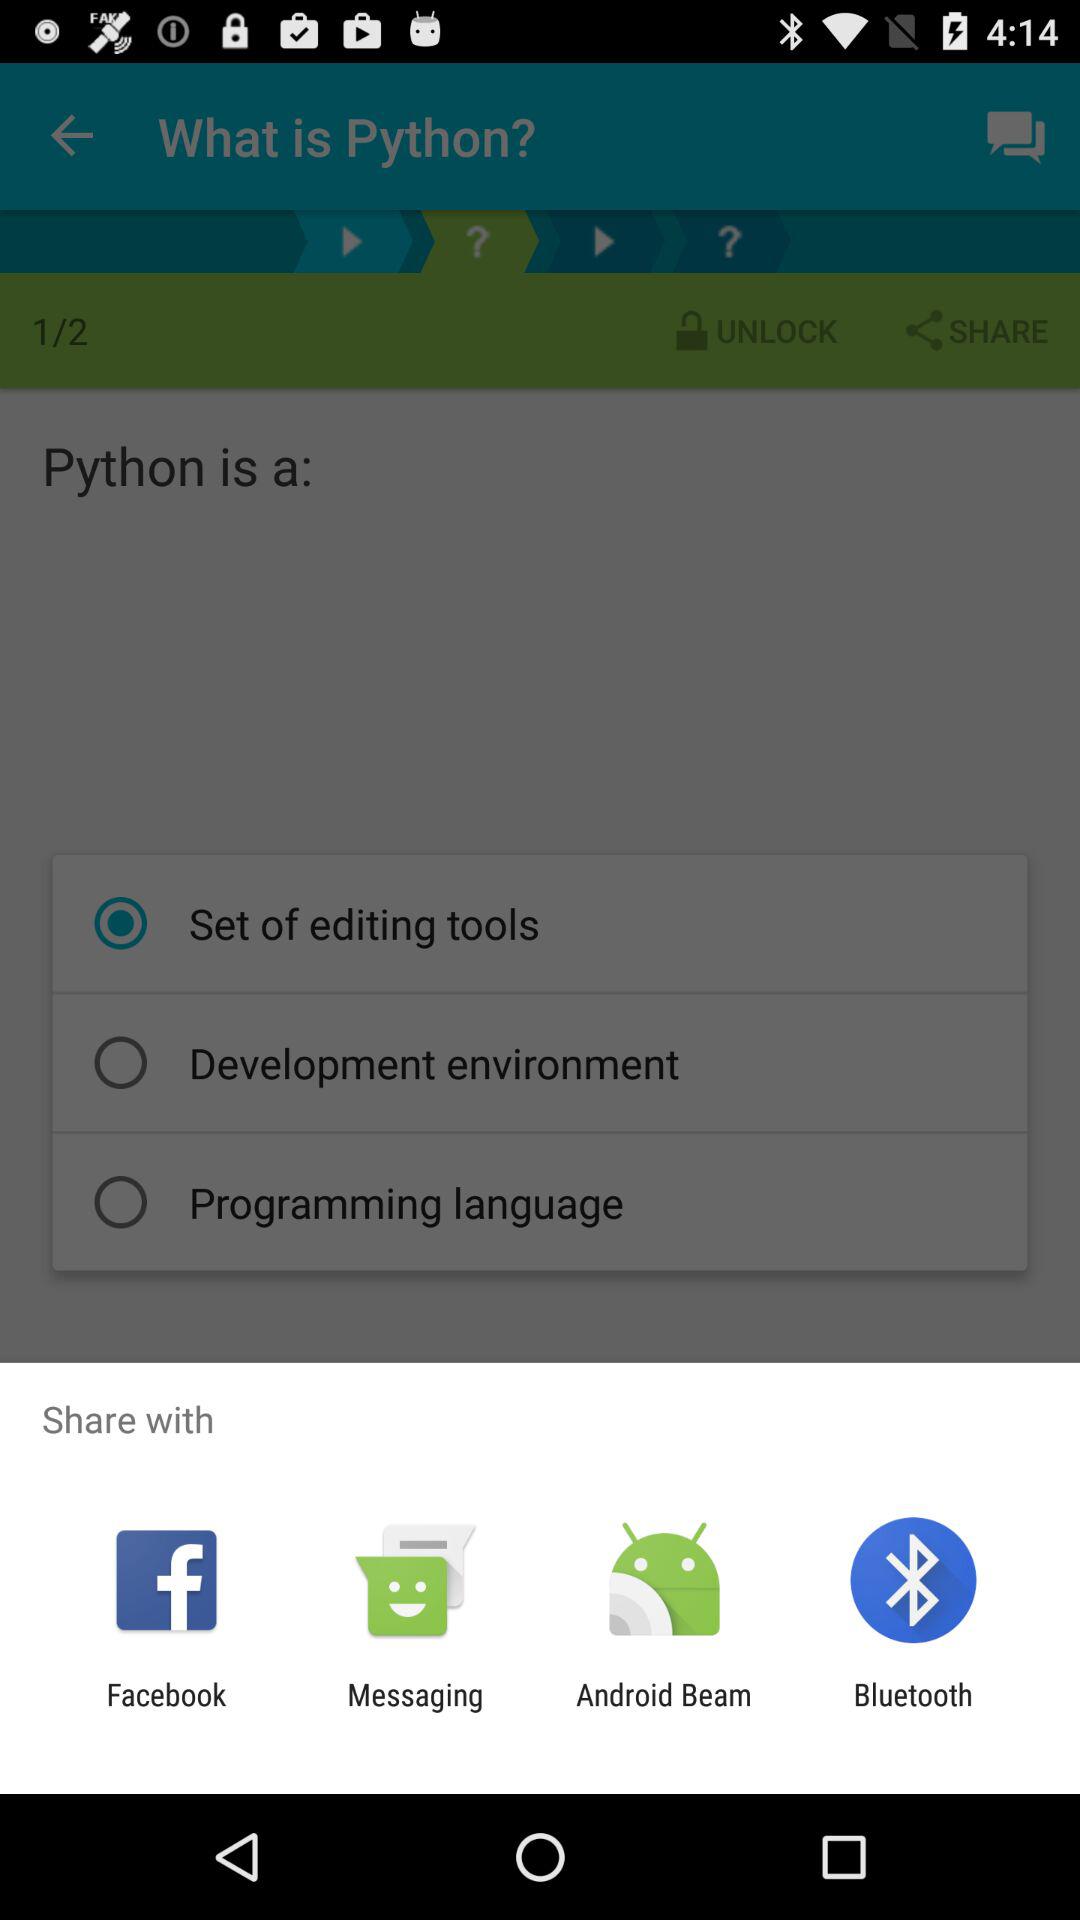 FAKE
4:14
What is Python?
?
?
1/2
UNLOCK
SHARE
Python is a:
Set of editing tools
Development environment
Programming language
Share with
Facebook
Messaging
Android Beam
Bluetooth